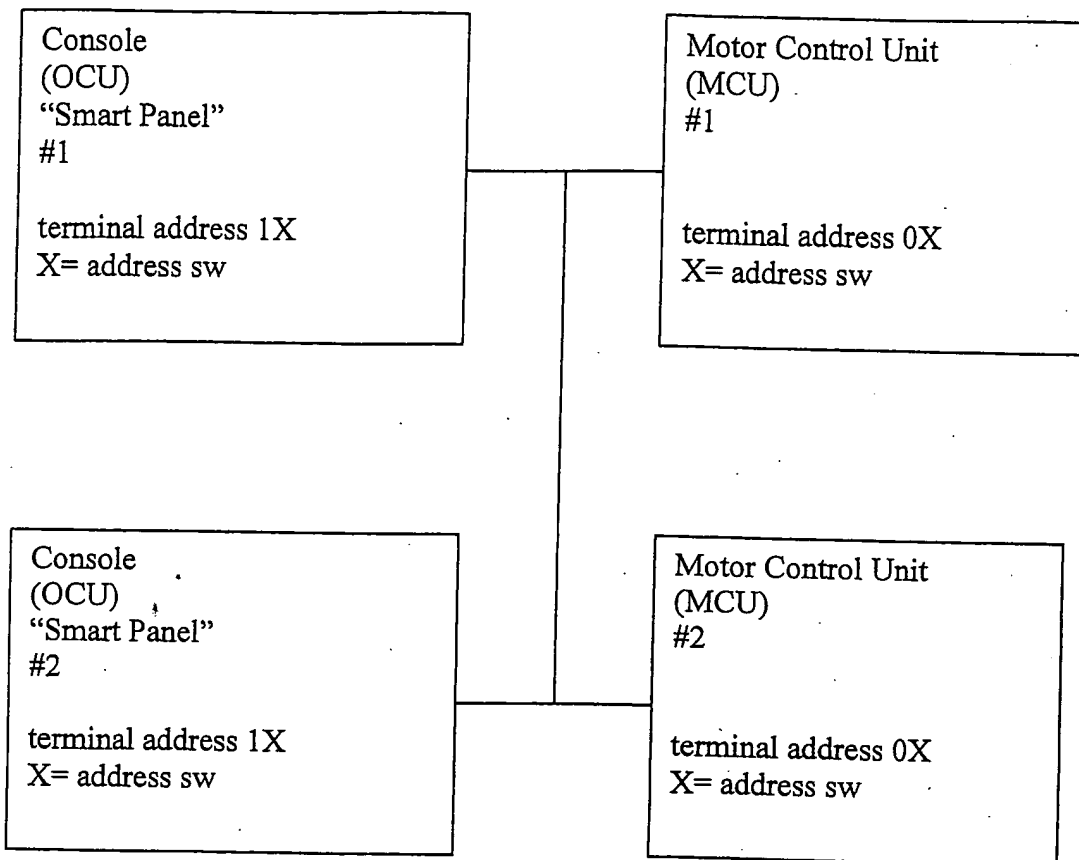 Console
(OCU)
“Smart Panel”
#1
terminal address 1X
X= address sw
Motor Control Unit
(MCU)
#1
terminal address 0X
X= address sw
Console
(OCU)
“Smart Panel”
#2
terminal address 1X
X= address sw
Motor Control Unit
(MCU)
#2
terminal address 0X
X= address sw